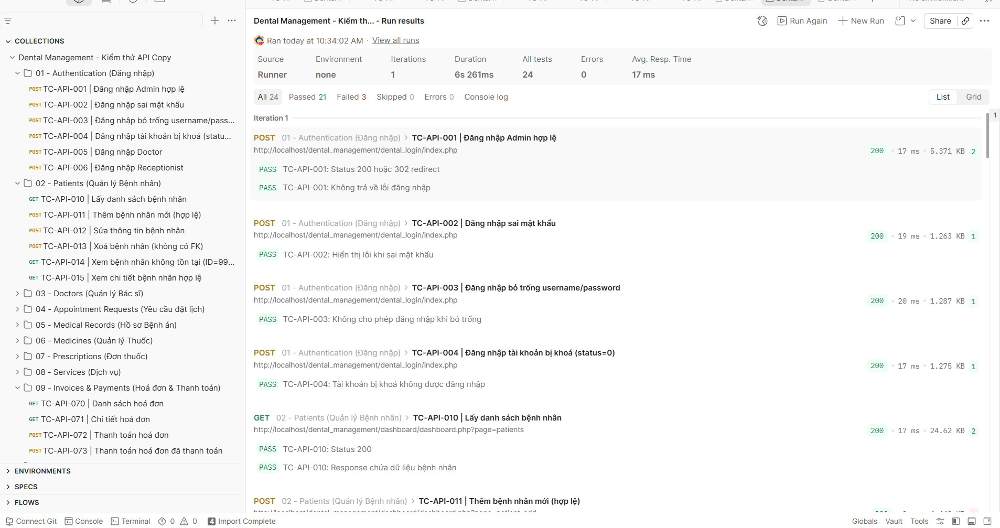 COLLECTIONS
Dental Management - Kiểm thử API Copy
01 - Authentication (Đăng nhập)
POST TC-API-001 | Đăng nhập Admin hợp lệ
POST TC-API-002 | Đăng nhập sai mật khẩu
POST TC-API-003 | Đăng nhập bỏ trống username/pass...
POST TC-API-004 | Đăng nhập tài khoản bị khoá (statu...
POST TC-API-005 | Đăng nhập Doctor
POST TC-API-006 | Đăng nhập Receptionist
02 - Patients (Quản lý Bệnh nhân)
GET TC-API-010 | Lấy danh sách bệnh nhân
POST TC-API-011 | Thêm bệnh nhân mới (hợp lệ)
POST TC-API-012 | Sửa thông tin bệnh nhân
POST TC-API-013 | Xoá bệnh nhân (không có FK)
GET TC-API-014 | Xem bệnh nhân không tồn tại (ID=99...
GET TC-API-015 | Xem chi tiết bệnh nhân hợp lệ
03 - Doctors (Quản lý Bác sĩ)
04 - Appointment Requests (Yêu cầu đặt lịch)
05 - Medical Records (Hồ sơ Bệnh án)
06 - Medicines (Quản lý Thuốc)
07 - Prescriptions (Đơn thuốc)
08 - Services (Dịch vụ)
09 - Invoices & Payments (Hoá đơn & Thanh toán)
GET TC-API-070 | Danh sách hoá đơn
GET TC-API-071 | Chi tiết hoá đơn
POST TC-API-072 | Thanh toán hoá đơn
POST TC-API-073 | Thanh toán hoá đơn đã thanh toán
ENVIRONMENTS
SPECS
FLOWS
Dental Management - Kiểm th... - Run results
Run Again
New Run
Share
Ran today at 10:34:02 AM · View all runs
Source Environment Iterations Duration All tests Errors Avg. Resp. Time
Runner none 1 6s 261ms 24 0 17 ms
All 24 Passed 21 Failed 3 Skipped 0 Errors 0 Console log
List Grid
Iteration 1
1
POST 01 - Authentication (Đăng nhập) > TC-API-001 | Đăng nhập Admin hợp lệ
http://localhost/dental_management/dental_login/index.php
200 • 17 ms • 5.371 KB 2
PASS TC-API-001: Status 200 hoặc 302 redirect
PASS TC-API-001: Không trả về lỗi đăng nhập
POST 01 - Authentication (Đăng nhập) > TC-API-002 | Đăng nhập sai mật khẩu
http://localhost/dental_management/dental_login/index.php
200 • 19 ms • 1.263 KB 1
PASS TC-API-002: Hiển thị lỗi khi sai mật khẩu
POST 01 - Authentication (Đăng nhập) > TC-API-003 | Đăng nhập bỏ trống username/password
http://localhost/dental_management/dental_login/index.php
200 • 20 ms • 1.287 KB 1
PASS TC-API-003: Không cho phép đăng nhập khi bỏ trống
POST 01 - Authentication (Đăng nhập) > TC-API-004 | Đăng nhập tài khoản bị khoá (status=0)
http://localhost/dental_management/dental_login/index.php
200 • 17 ms • 1.275 KB 1
PASS TC-API-004: Tài khoản bị khoá không được đăng nhập
GET 02 - Patients (Quản lý Bệnh nhân) > TC-API-010 | Lấy danh sách bệnh nhân
http://localhost/dental_management/dashboard/dashboard.php?page=patients
200 • 17 ms • 24.62 KB 2
PASS TC-API-010: Status 200
PASS TC-API-010: Response chứa dữ liệu bệnh nhân
POST 02 - Patients (Quản lý Bệnh nhân) > TC-API-011 | Thêm bệnh nhân mới (hợp lệ)
Connect Git Console Terminal 0 0 4 Import Complete
Globals Vault Tools